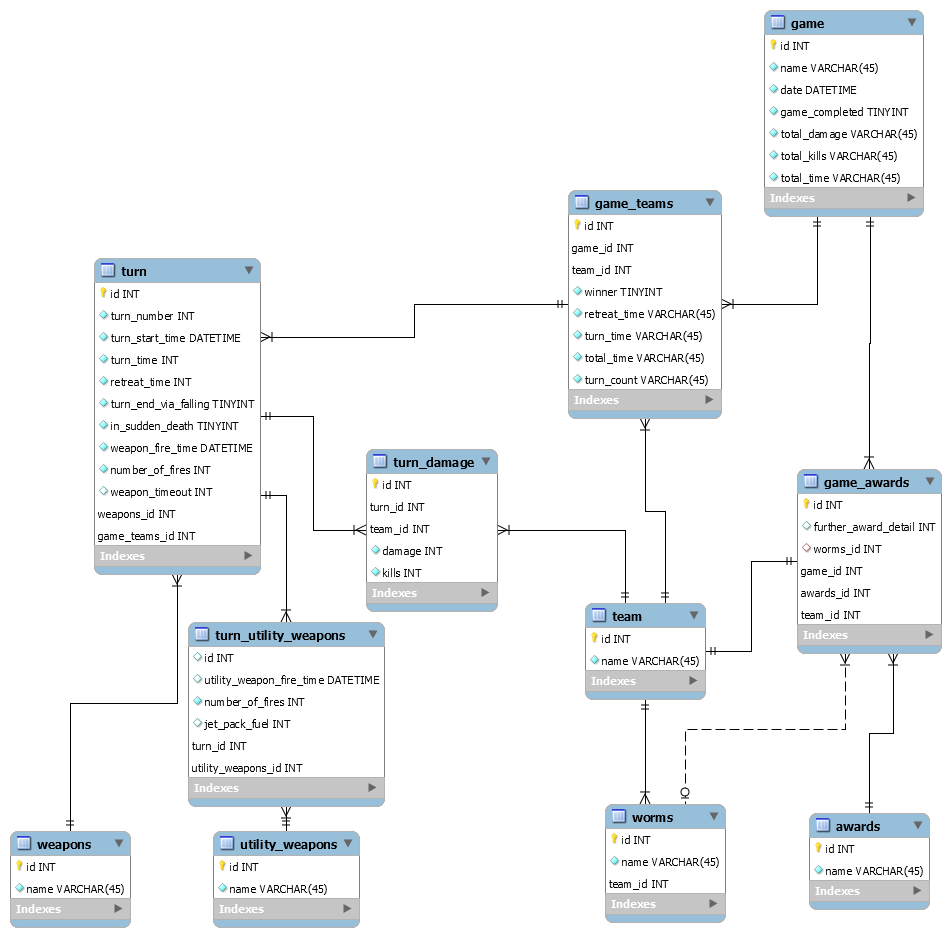 game
id INT
name VARCHAR(45)
date DATETIME
game_completed TINYINT
total_damage VARCHAR(45)
total_kills VARCHAR(45)
total_time VARCHAR(45)
Indexes
game_teams
id INT
game_id INT
team_id INT
winner TINYINT
retreat_time VARCHAR(45)
turn_time VARCHAR(45)
total_time VARCHAR(45)
turn_count VARCHAR(45)
Indexes
turn
id INT
turn_number INT
turn_start_time DATETIME
turn_time INT
retreat_time INT
turn_end_via_falling TINYINT
in_sudden_death TINYINT
weapon_fire_time DATETIME
number_of_fires INT
weapon_timeout INT
weapons_id INT
game_teams_id INT
Indexes
turn_damage
id INT
turn_id INT
team_id INT
damage INT
kills INT
Indexes
game_awards
id INT
further_award_detail INT
worms_id INT
game_id INT
awards_id INT
team_id INT
Indexes
team
id INT
name VARCHAR(45)
Indexes
turn_utility_weapons
id INT
utility_weapon_fire_time DATETIME
number_of_fires INT
jet_pack_fuel INT
turn_id INT
utility_weapons_id INT
Indexes
weapons
id INT
name VARCHAR(45)
Indexes
utility_weapons
id INT
name VARCHAR(45)
Indexes
worms
id INT
name VARCHAR(45)
team_id INT
Indexes
awards
id INT
name VARCHAR(45)
Indexes